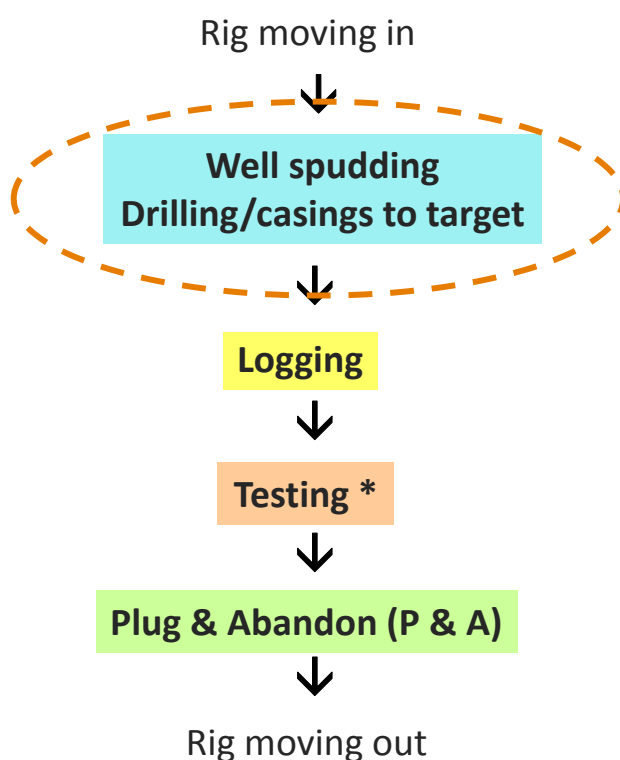 Rig moving in
Well spudding
Drilling/casings to target
Logging
Testing *
Plug & Abandon (P & A)
Rig moving out